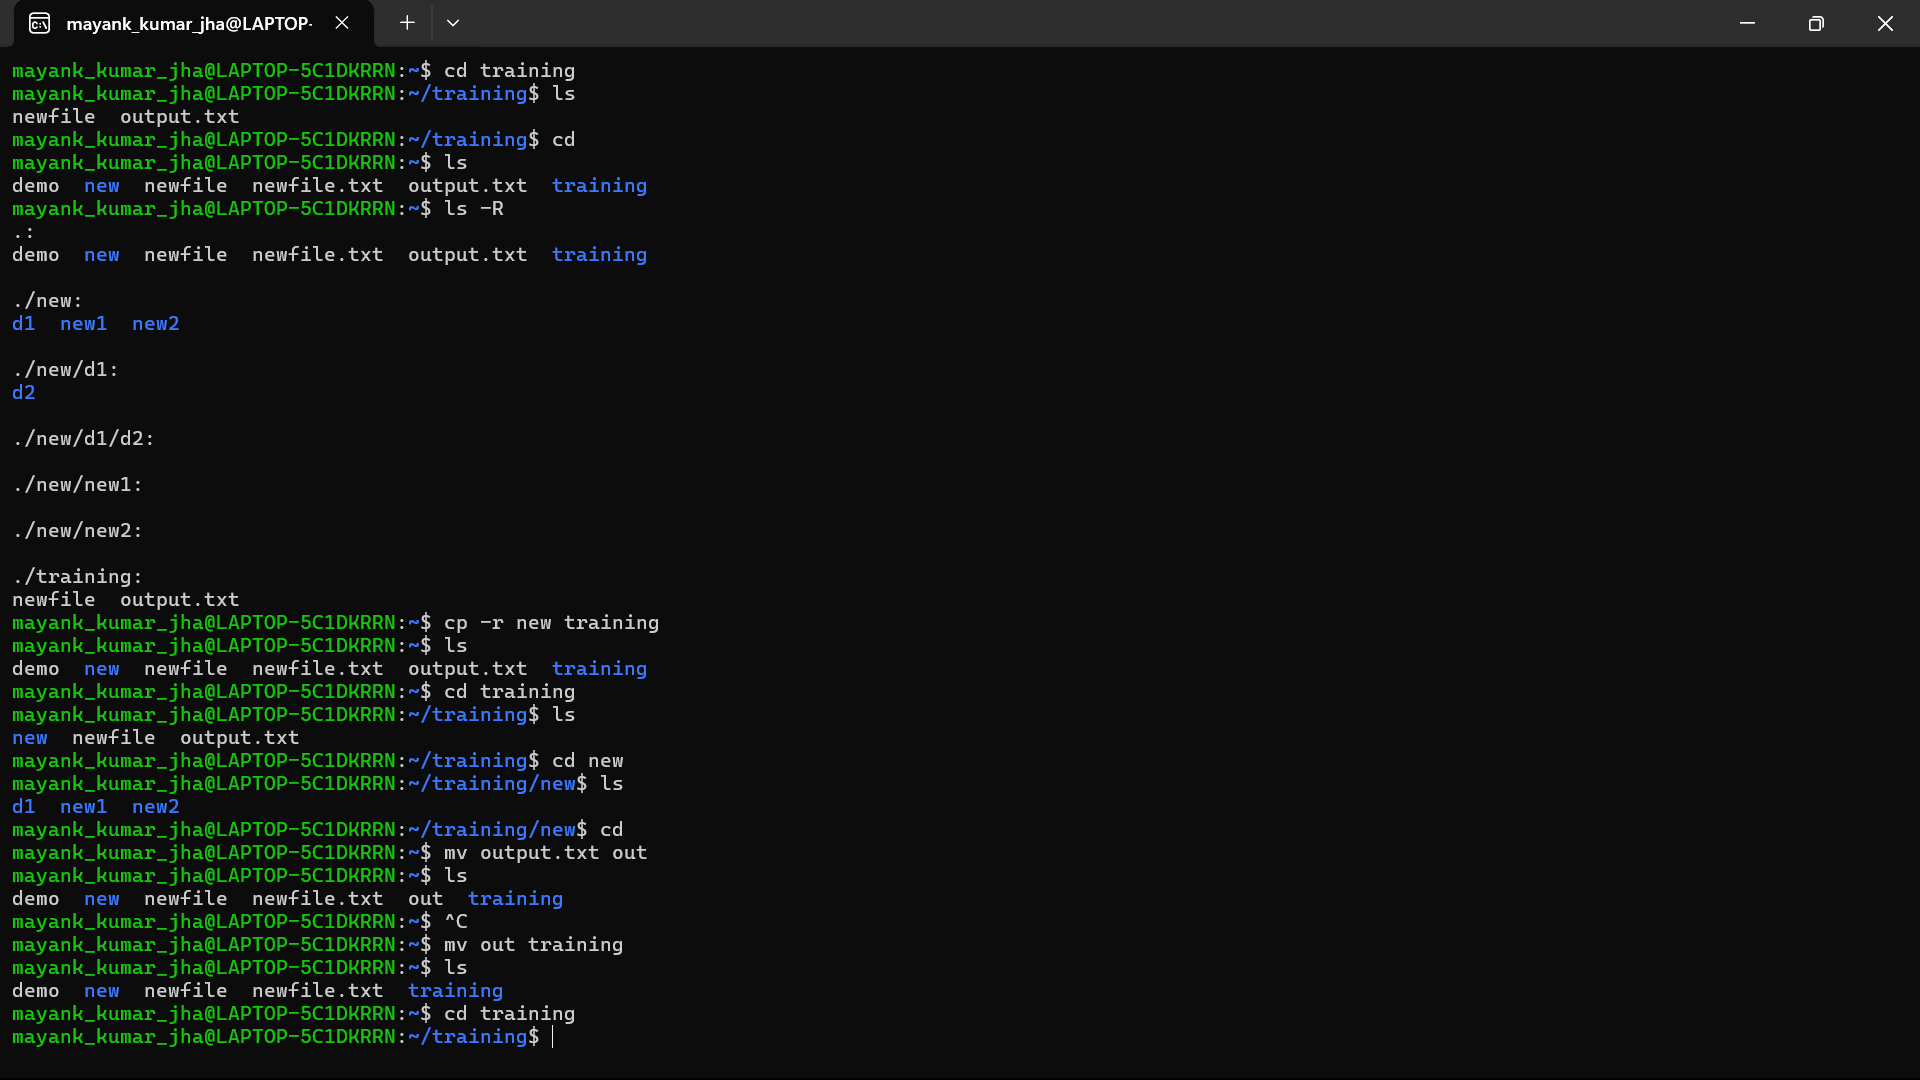 mayank_kumar_jha@LAPTOP-
mayank_kumar_jha@LAPTOP-5C1DKRRN:~$ cd training
mayank_kumar_jha@LAPTOP-5C1DKRRN:~/training$ ls
newfile  output.txt
mayank_kumar_jha@LAPTOP-5C1DKRRN:~/training$ cd
mayank_kumar_jha@LAPTOP-5C1DKRRN:~$ ls
demo  new  newfile  newfile.txt  output.txt  training
mayank_kumar_jha@LAPTOP-5C1DKRRN:~$ ls -R
.:
demo  new  newfile  newfile.txt  output.txt  training

./new:
d1  new1  new2

./new/d1:
d2

./new/d1/d2:

./new/new1:

./new/new2:

./training:
newfile  output.txt
mayank_kumar_jha@LAPTOP-5C1DKRRN:~$ cp -r new training
mayank_kumar_jha@LAPTOP-5C1DKRRN:~$ ls
demo  new  newfile  newfile.txt  output.txt  training
mayank_kumar_jha@LAPTOP-5C1DKRRN:~$ cd training
mayank_kumar_jha@LAPTOP-5C1DKRRN:~/training$ ls
new  newfile  output.txt
mayank_kumar_jha@LAPTOP-5C1DKRRN:~/training$ cd new
mayank_kumar_jha@LAPTOP-5C1DKRRN:~/training/new$ ls
d1  new1  new2
mayank_kumar_jha@LAPTOP-5C1DKRRN:~/training/new$ cd
mayank_kumar_jha@LAPTOP-5C1DKRRN:~$ mv output.txt out
mayank_kumar_jha@LAPTOP-5C1DKRRN:~$ ls
demo  new  newfile  newfile.txt  out  training
mayank_kumar_jha@LAPTOP-5C1DKRRN:~$ ^C
mayank_kumar_jha@LAPTOP-5C1DKRRN:~$ mv out training
mayank_kumar_jha@LAPTOP-5C1DKRRN:~$ ls
demo  new  newfile  newfile.txt  training
mayank_kumar_jha@LAPTOP-5C1DKRRN:~$ cd training
mayank_kumar_jha@LAPTOP-5C1DKRRN:~/training$